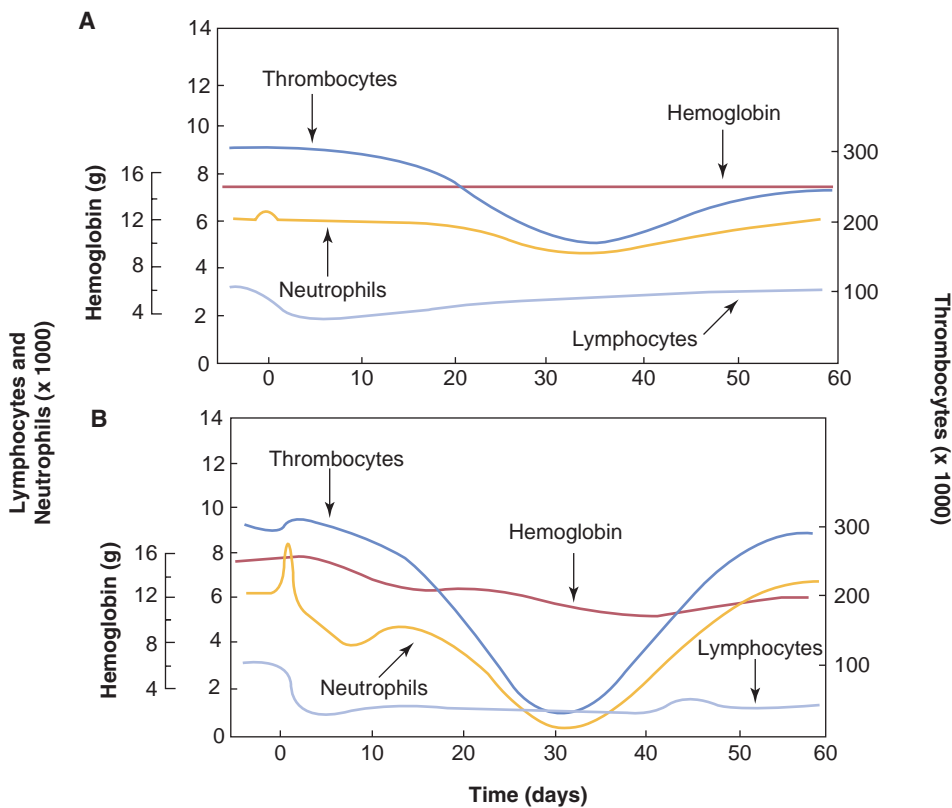 A
14
12
10
8
6
4
2
0
16
12
8
4
Hemoglobin (g)
Thrombocytes
Hemoglobin
Neutrophils
Lymphocytes
300
200
100
0
10
20
30
40
50
60
Lymphocytes and
Neutrophils (x 1000)
Thrombocytes (x 1000)
B
14
12
10
8
6
4
2
0
16
12
8
4
Hemoglobin (g)
Thrombocytes
Hemoglobin
Neutrophils
Lymphocytes
300
200
100
0
10
20
30
40
50
60
Time (days)